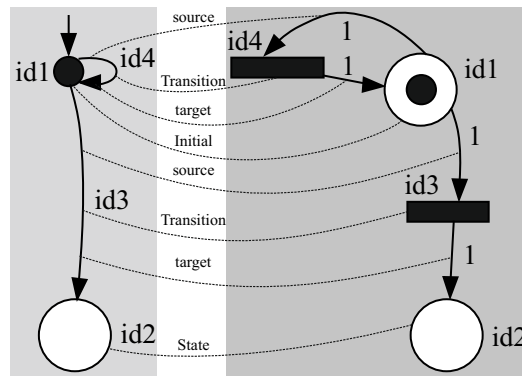 source
1
id4
id1
id4
1
id1
Transition
target
Initial
1
source
id3
id3
Transition
1
target
id2
id2
State